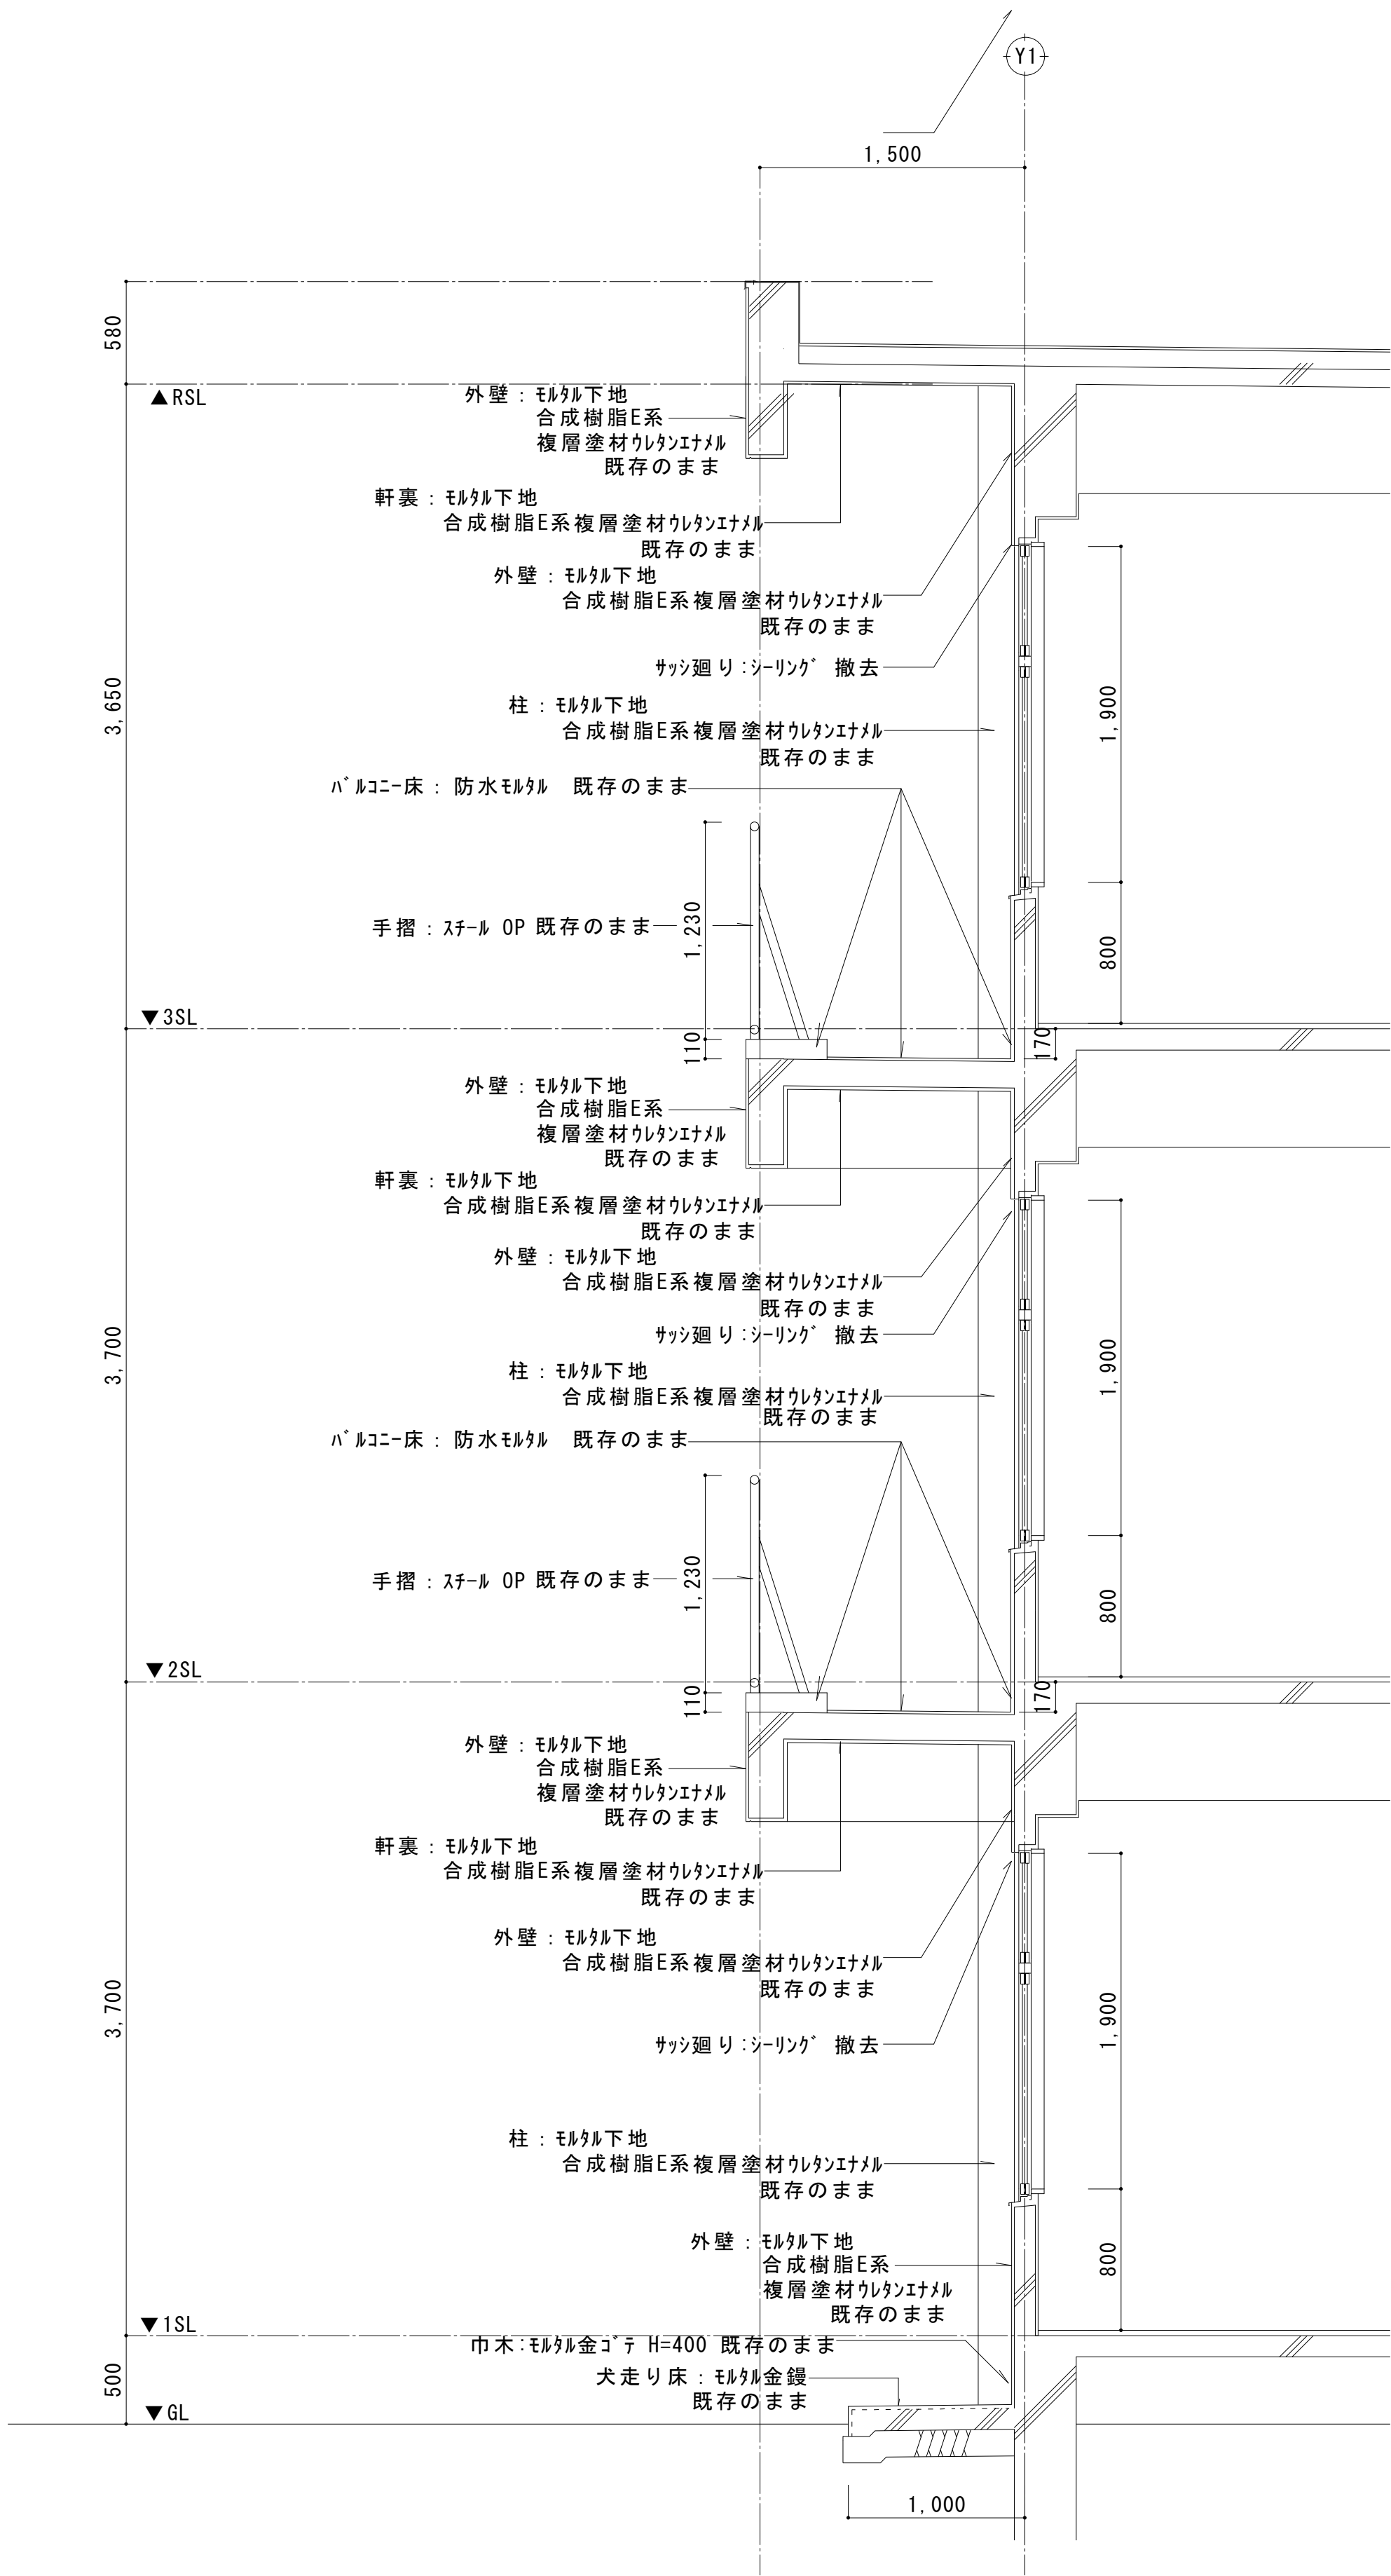 Y1
1,500
580
▲RSL
外壁：ﾓﾙﾀﾙ下地
合成樹脂E系
複層塗材ｳﾚﾀﾝｴﾅﾒﾙ
既存のまま
軒裏：ﾓﾙﾀﾙ下地
合成樹脂E系複層塗材ｳﾚﾀﾝｴﾅﾒﾙ
既存のまま
外壁：ﾓﾙﾀﾙ下地
合成樹脂E系複層塗材ｳﾚﾀﾝｴﾅﾒﾙ
既存のまま
ｻｯｼ廻り:ｼｰﾘﾝｸﾞ 撤去
3,650
1,900
柱：ﾓﾙﾀﾙ下地
合成樹脂E系複層塗材ｳﾚﾀﾝｴﾅﾒﾙ
既存のまま
ﾊﾞﾙｺﾆｰ床：防水ﾓﾙﾀﾙ 既存のまま
手摺：ｽﾁｰﾙ OP 既存のまま
1,230
800
▼3SL
110
170
外壁：ﾓﾙﾀﾙ下地
合成樹脂E系
複層塗材ｳﾚﾀﾝｴﾅﾒﾙ
既存のまま
軒裏：ﾓﾙﾀﾙ下地
合成樹脂E系複層塗材ｳﾚﾀﾝｴﾅﾒﾙ
既存のまま
外壁：ﾓﾙﾀﾙ下地
合成樹脂E系複層塗材ｳﾚﾀﾝｴﾅﾒﾙ
既存のまま
ｻｯｼ廻り:ｼｰﾘﾝｸﾞ 撤去
3,700
1,900
柱：ﾓﾙﾀﾙ下地
合成樹脂E系複層塗材ｳﾚﾀﾝｴﾅﾒﾙ
既存のまま
ﾊﾞﾙｺﾆｰ床：防水ﾓﾙﾀﾙ 既存のまま
手摺：ｽﾁｰﾙ OP 既存のまま
1,230
800
▼2SL
110
170
外壁：ﾓﾙﾀﾙ下地
合成樹脂E系
複層塗材ｳﾚﾀﾝｴﾅﾒﾙ
既存のまま
軒裏：ﾓﾙﾀﾙ下地
合成樹脂E系複層塗材ｳﾚﾀﾝｴﾅﾒﾙ
既存のまま
外壁：ﾓﾙﾀﾙ下地
合成樹脂E系複層塗材ｳﾚﾀﾝｴﾅﾒﾙ
既存のまま
3,700
1,900
ｻｯｼ廻り:ｼｰﾘﾝｸﾞ 撤去
柱：ﾓﾙﾀﾙ下地
合成樹脂E系複層塗材ｳﾚﾀﾝｴﾅﾒﾙ
既存のまま
外壁：ﾓﾙﾀﾙ下地
合成樹脂E系
複層塗材ｳﾚﾀﾝｴﾅﾒﾙ
既存のまま
800
▼1SL
巾木:ﾓﾙﾀﾙ金ｺﾞﾃ H=400 既存のまま
犬走り床：ﾓﾙﾀﾙ金鏝
既存のまま
500
▼GL
1,000